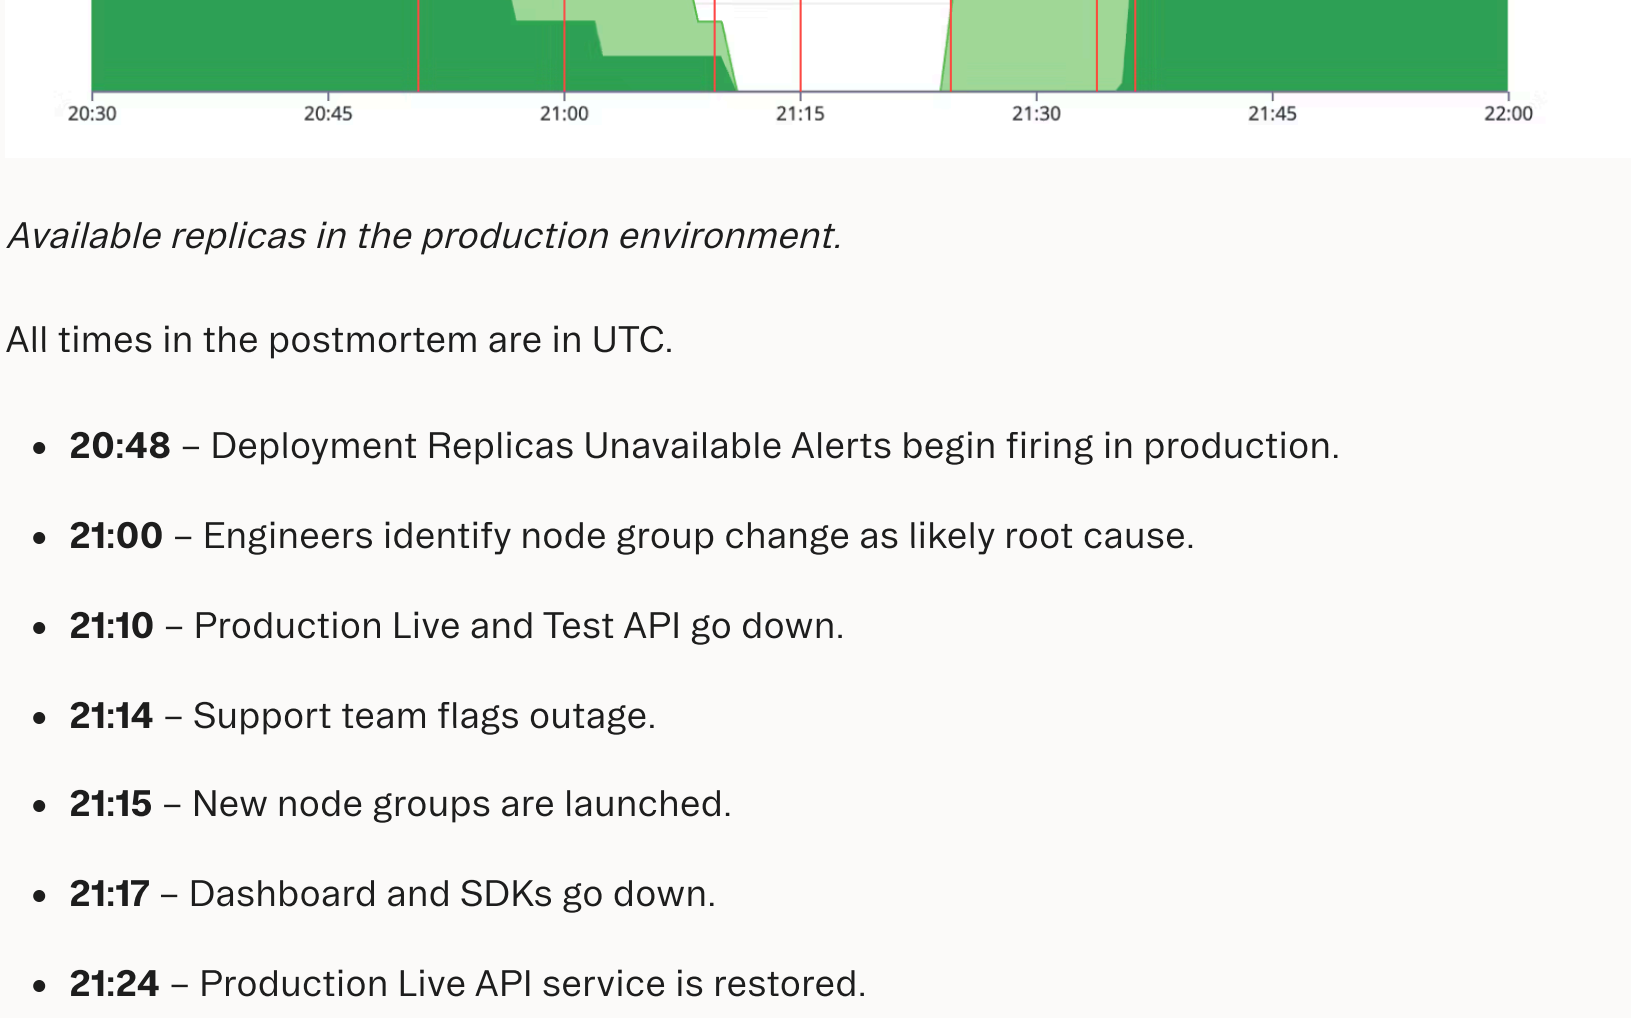 20:30 20:45 21:00 21:15 21:30 21:45 22:00
Available replicas in the production environment.
All times in the postmortem are in UTC.
• 20:48 – Deployment Replicas Unavailable Alerts begin firing in production.
• 21:00 – Engineers identify node group change as likely root cause.
• 21:10 – Production Live and Test API go down.
• 21:14 – Support team flags outage.
• 21:15 – New node groups are launched.
• 21:17 – Dashboard and SDKs go down.
• 21:24 – Production Live API service is restored.